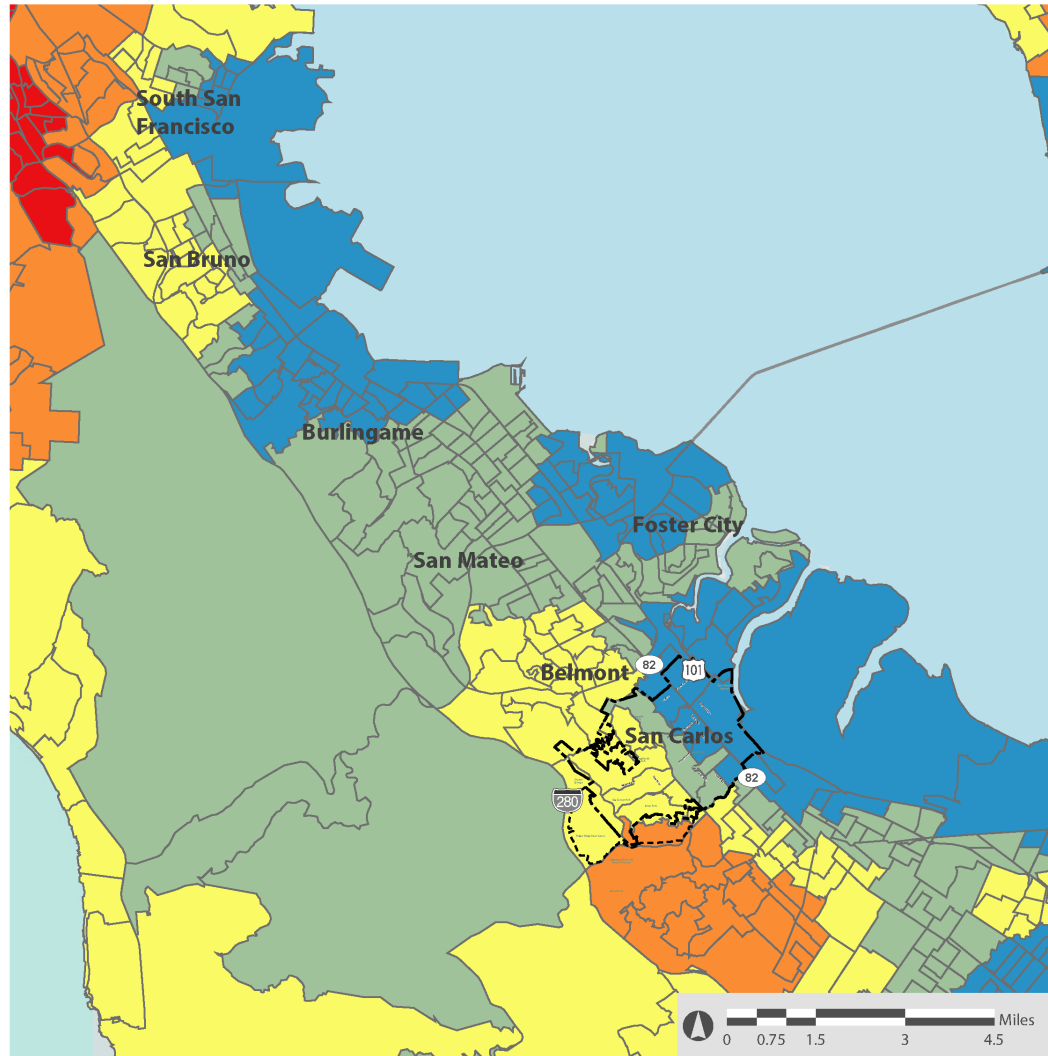 South San
Francisco
San Bruno
Burlingame
Foster City
San Mateo
Belmont
82
101
San Carlos
82
280
Miles
0 0.75 1.5 3 4.5